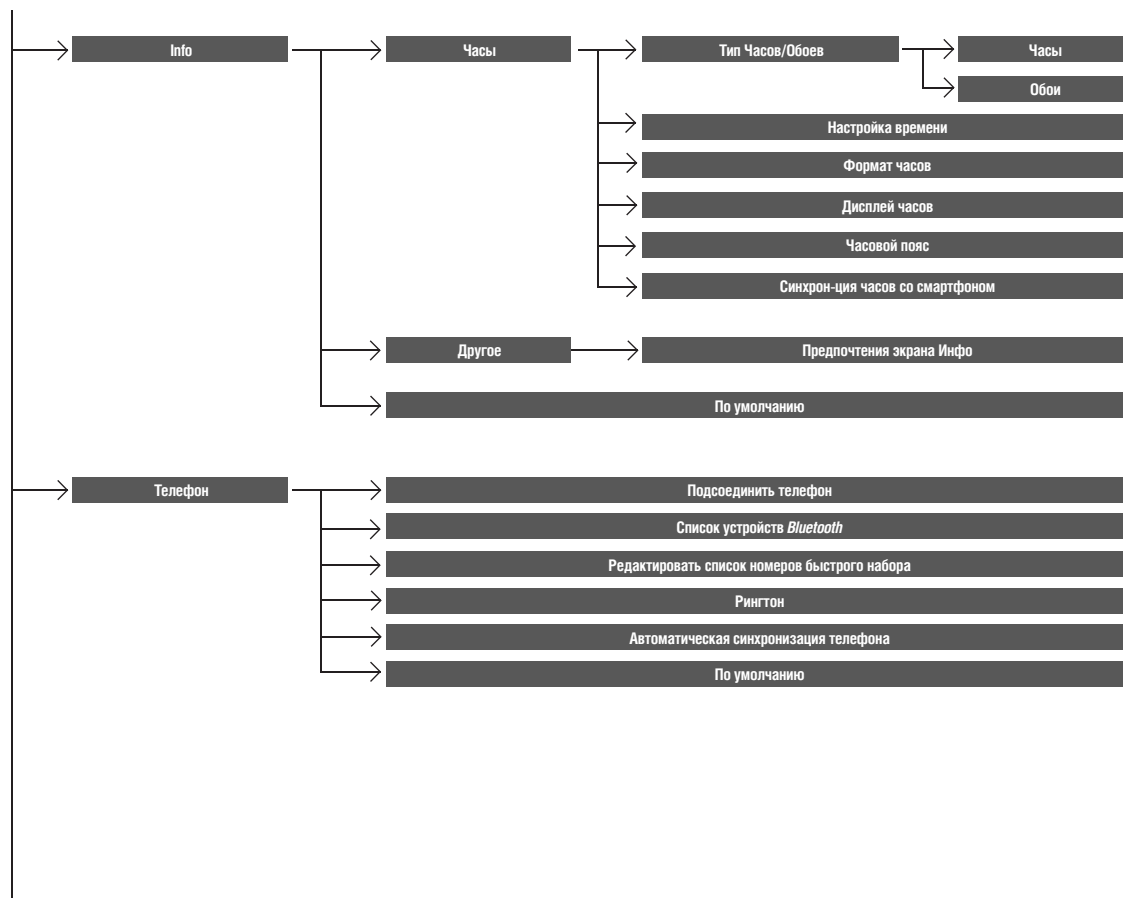 Info
Часы
Тип Часов/Обоев
Часы
Обои
Настройка времени
Формат часов
Дисплей часов
Часовой пояс
Синхрон-ция часов со смартфоном
Другое
Предпочтения экрана Инфо
По умолчанию
Телефон
Подсоединить телефон
Список устройств Bluetooth
Редактировать список номеров быстрого набора
Рингтон
Автоматическая синхронизация телефона
По умолчанию